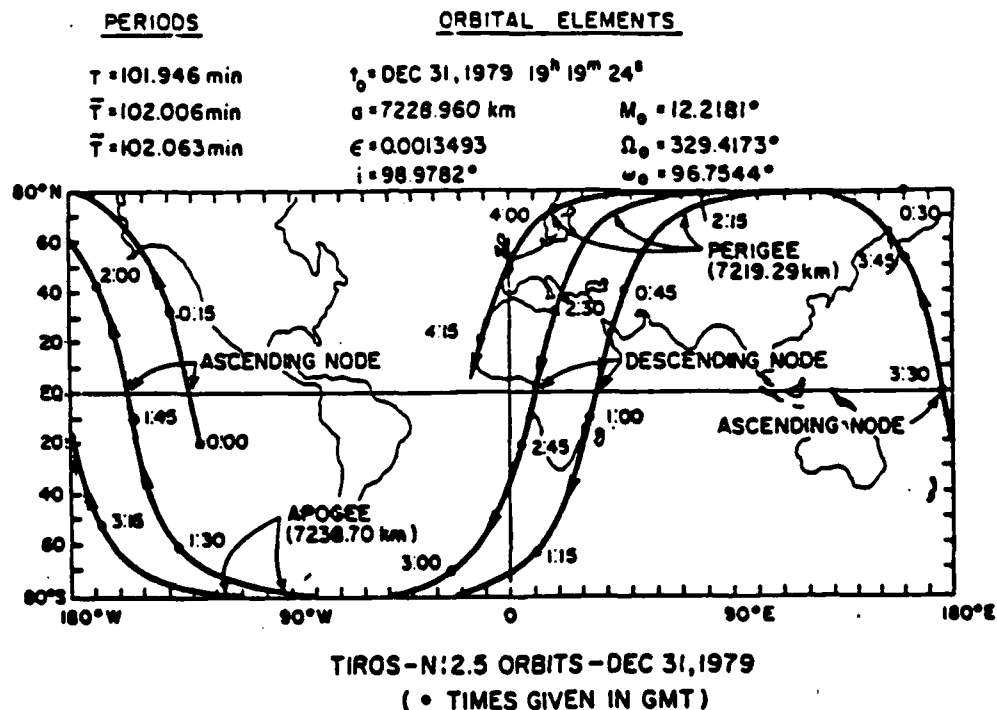 PERIODS
ORBITAL ELEMENTS
T = 101.946 min
T̄ = 102.006 min
T̃ = 102.063 min
t₀ = DEC 31, 1979 19ʰ 19ᵐ 24ˢ
a = 7228.960 km
ϵ = 0.0013493
i = 98.9782°
M₀ = 12.2181°
Ω₀ = 329.4173°
ω₀ = 96.7544°
80°N
60
40
20
EQ
20
40
60
80°S
180°W
90°W
0
90°E
180°E
2:00
0:15
ASCENDING NODE
1:45
0:00
3:15
1:30
APOGEE
(7238.70 km)
4:00
4:15
2:30
2:15
PERIGEE
(7219.29 km)
0:45
0:30
3:45
DESCENDING NODE
3:30
ASCENDING NODE
1:00
2:45
3:00
1:15
TIROS-N: 2.5 ORBITS - DEC 31, 1979
( • TIMES GIVEN IN GMT)